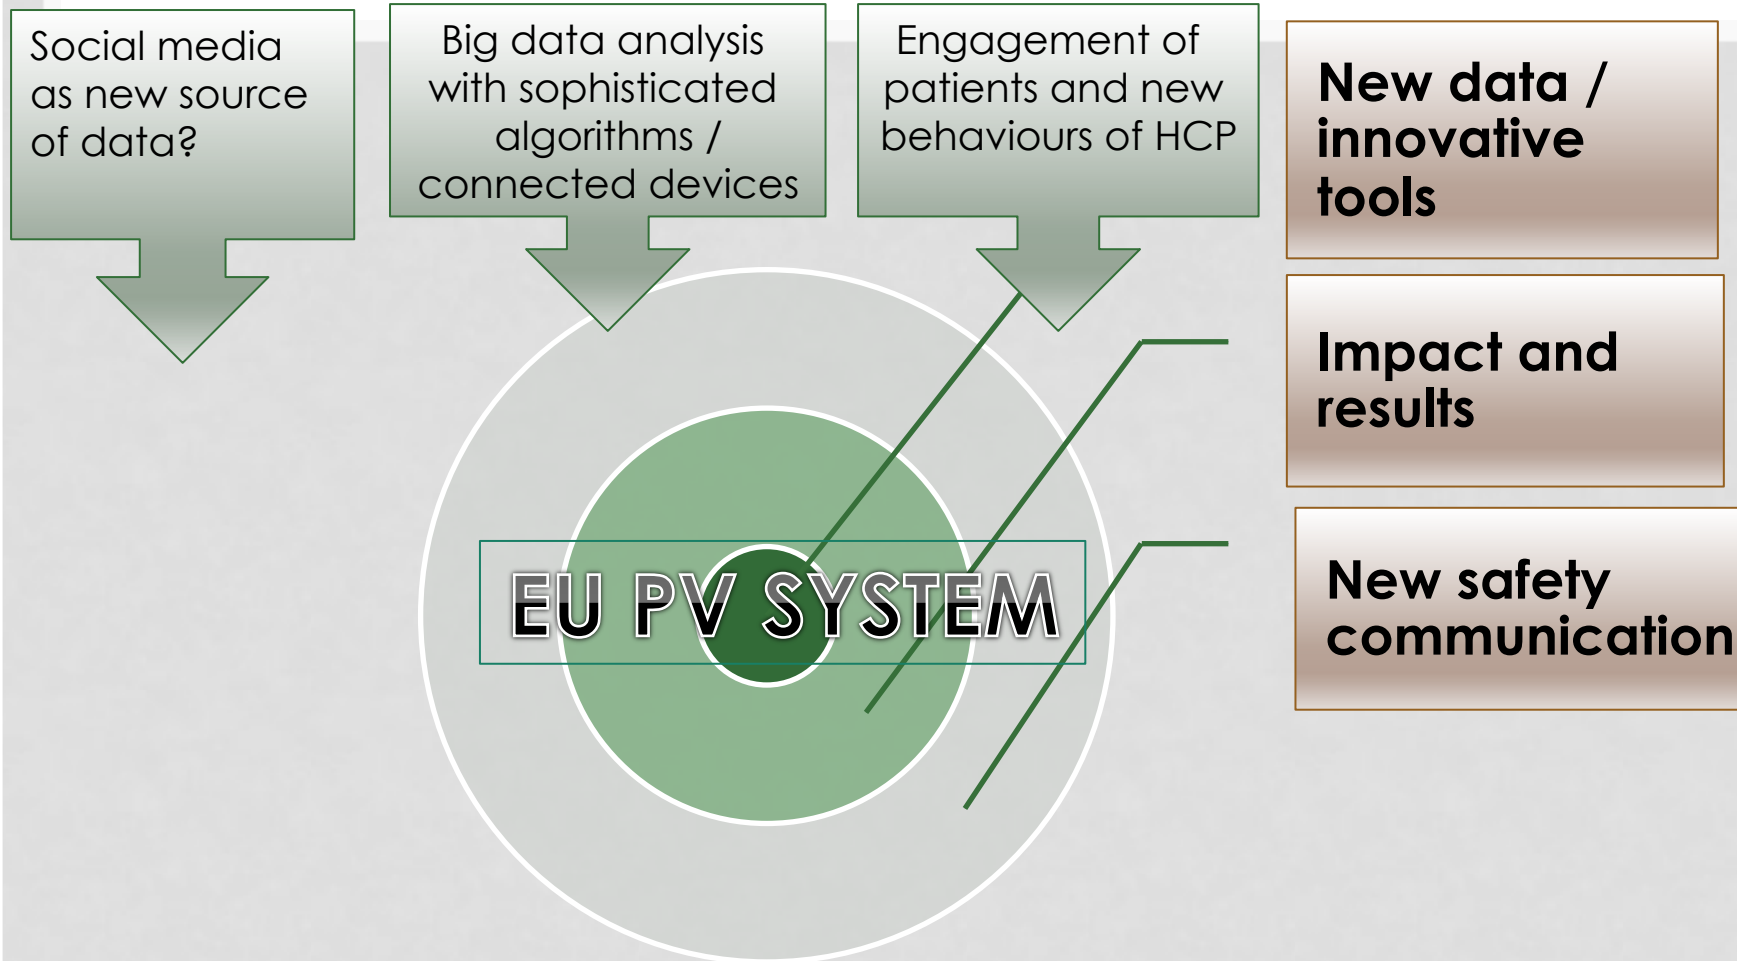 Social media
as new source
of data?
Big data analysis
with sophisticated
algorithms /
connected devices
Engagement of
patients and new
behaviours of HCP
New data /
innovative
tools
Impact and
results
New safety
communication
EU PV SYSTEM